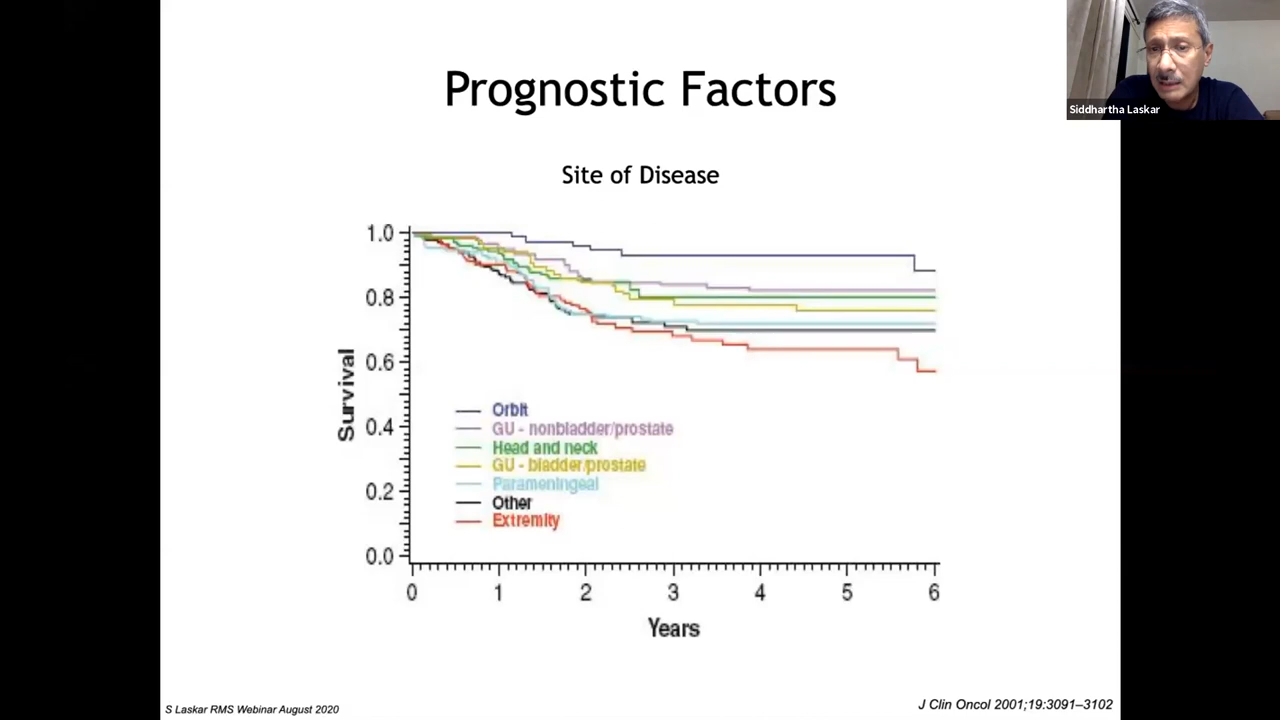 Prognostic Factors
Siddhartha Laskar
Site of Disease
Survival
1.0
0.8
0.6
0.4
0.2
0.0
Orbit
GU - nonbladder/prostate
Head and neck
GU - bladder/prostate
Parameningeal
Other
Extremity
0 1 2 3 4 5 6
Years
S Laskar RMS Webinar August 2020
J Clin Oncol 2001;19:3091–3102